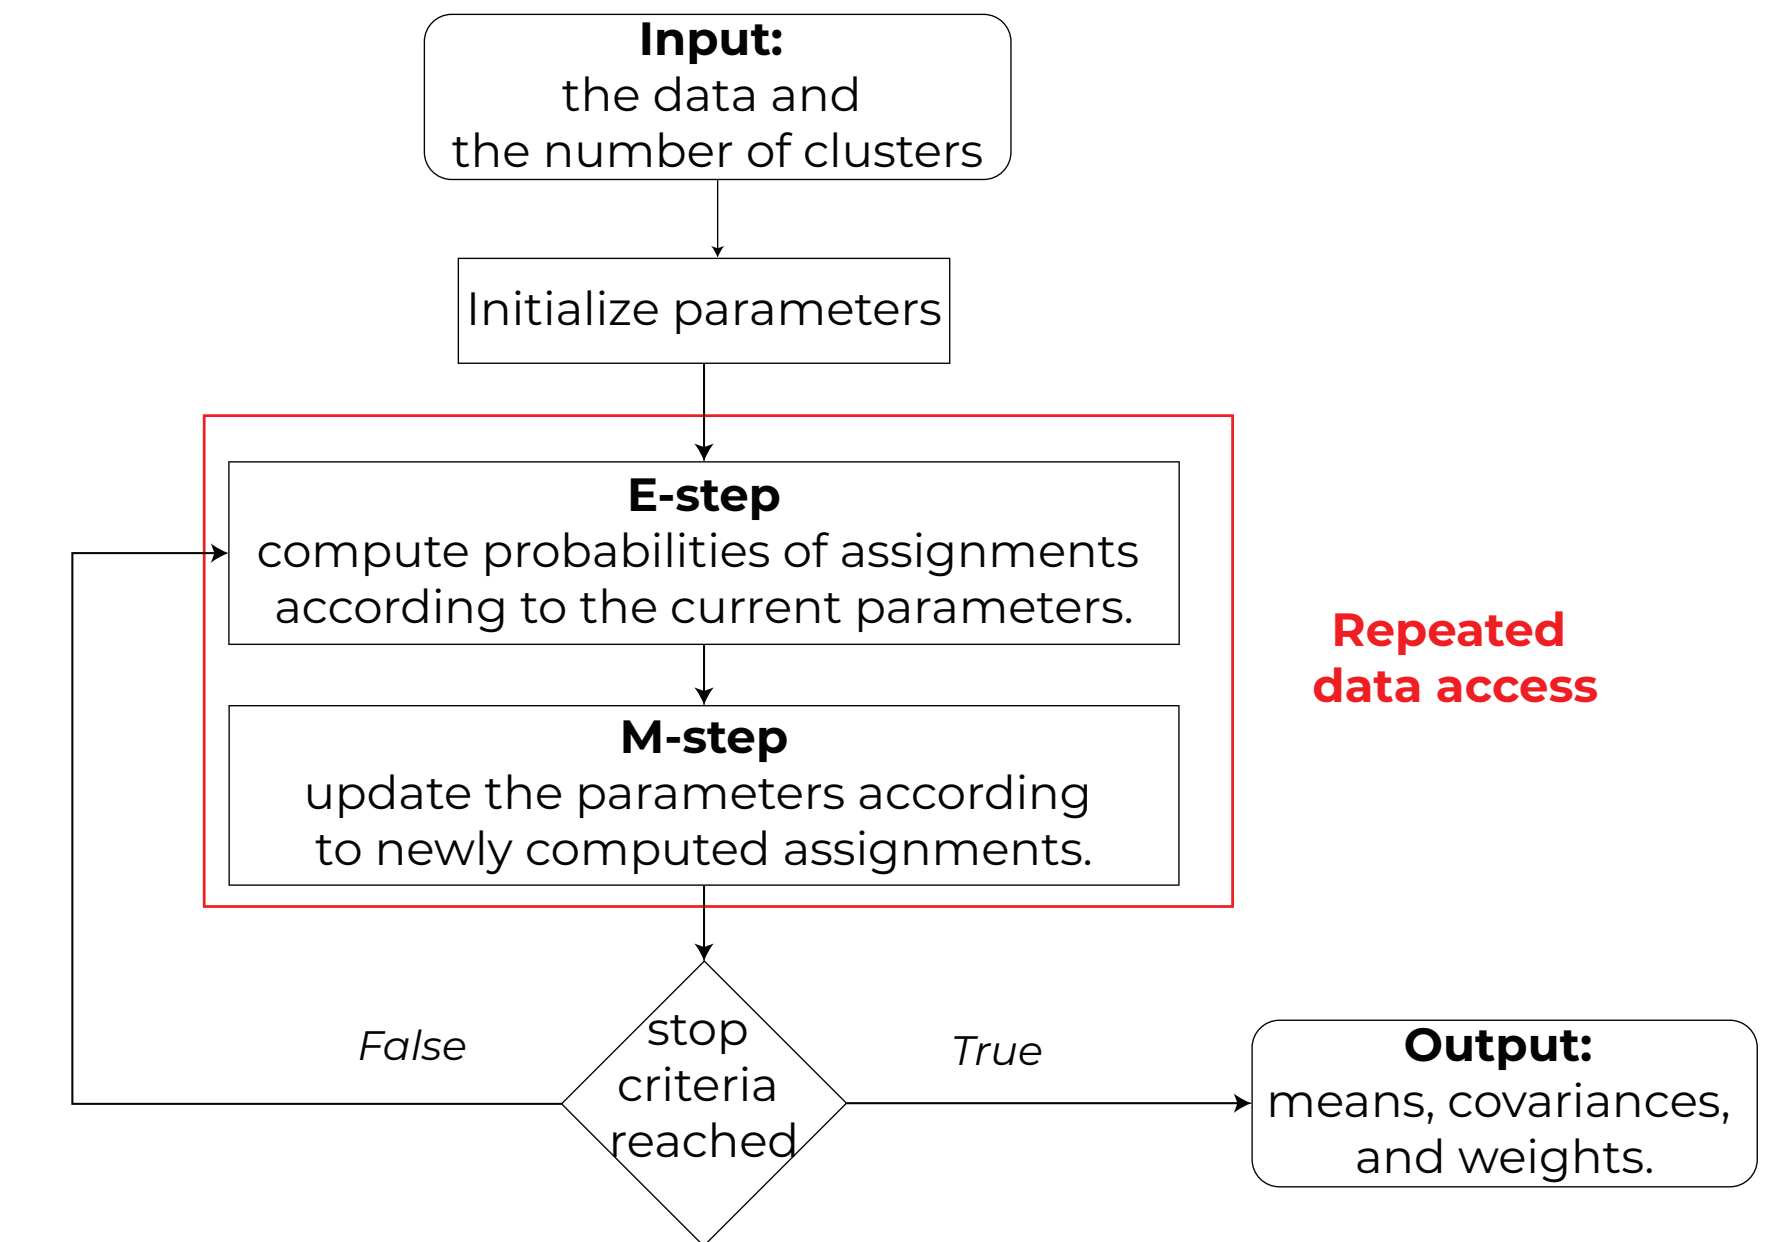 Input:
the data and
the number of clusters
Initialize parameters
E-step
compute probabilities of assignments
according to the current parameters.
Repeated
data access
M-step
update the parameters according
to newly computed assignments.
False
stop
criteria
reached
True
Output:
means, covariances,
and weights.